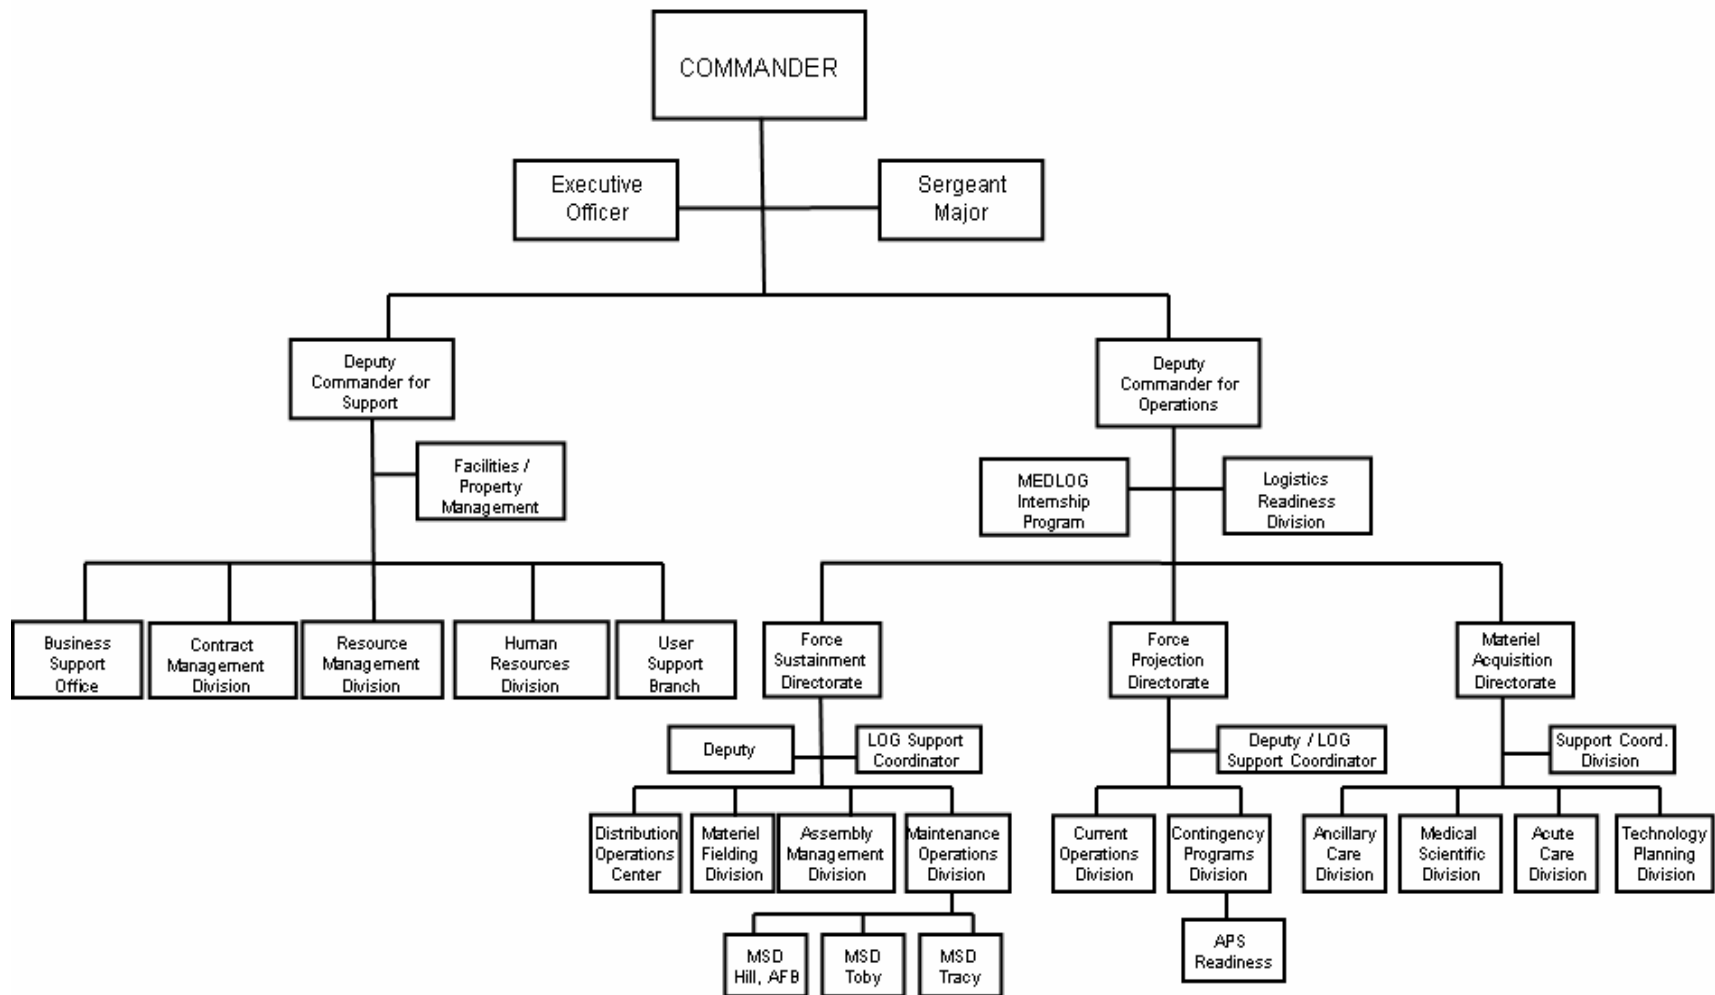 COMMANDER
Executive
Officer
Sergeant
Major
Deputy
Commander for
Support
Deputy
Commander for
Operations
Facilities /
Property
Management
MEDLOG
Internship
Program
Logistics
Readiness
Division
Business
Support
Office
Contract
Management
Division
Resource
Management
Division
Human
Resources
Division
User
Support
Branch
Force
Sustainment
Directorate
Force
Projection
Directorate
Materiel
Acquisition
Directorate
Deputy
LOG Support
Coordinator
Deputy / LOG
Support Coordinator
Support Coord.
Division
Distribution
Operations
Center
Materiel
Fielding
Division
Assembly
Management
Division
Maintenance
Operations
Division
Current
Operations
Division
Contingency
Programs
Division
Ancillary
Care
Division
Medical
Scientific
Division
Acute
Care
Division
Technology
Planning
Division
MSD
Hill, AFB
MSD
Toby
MSD
Tracy
APS
Readiness